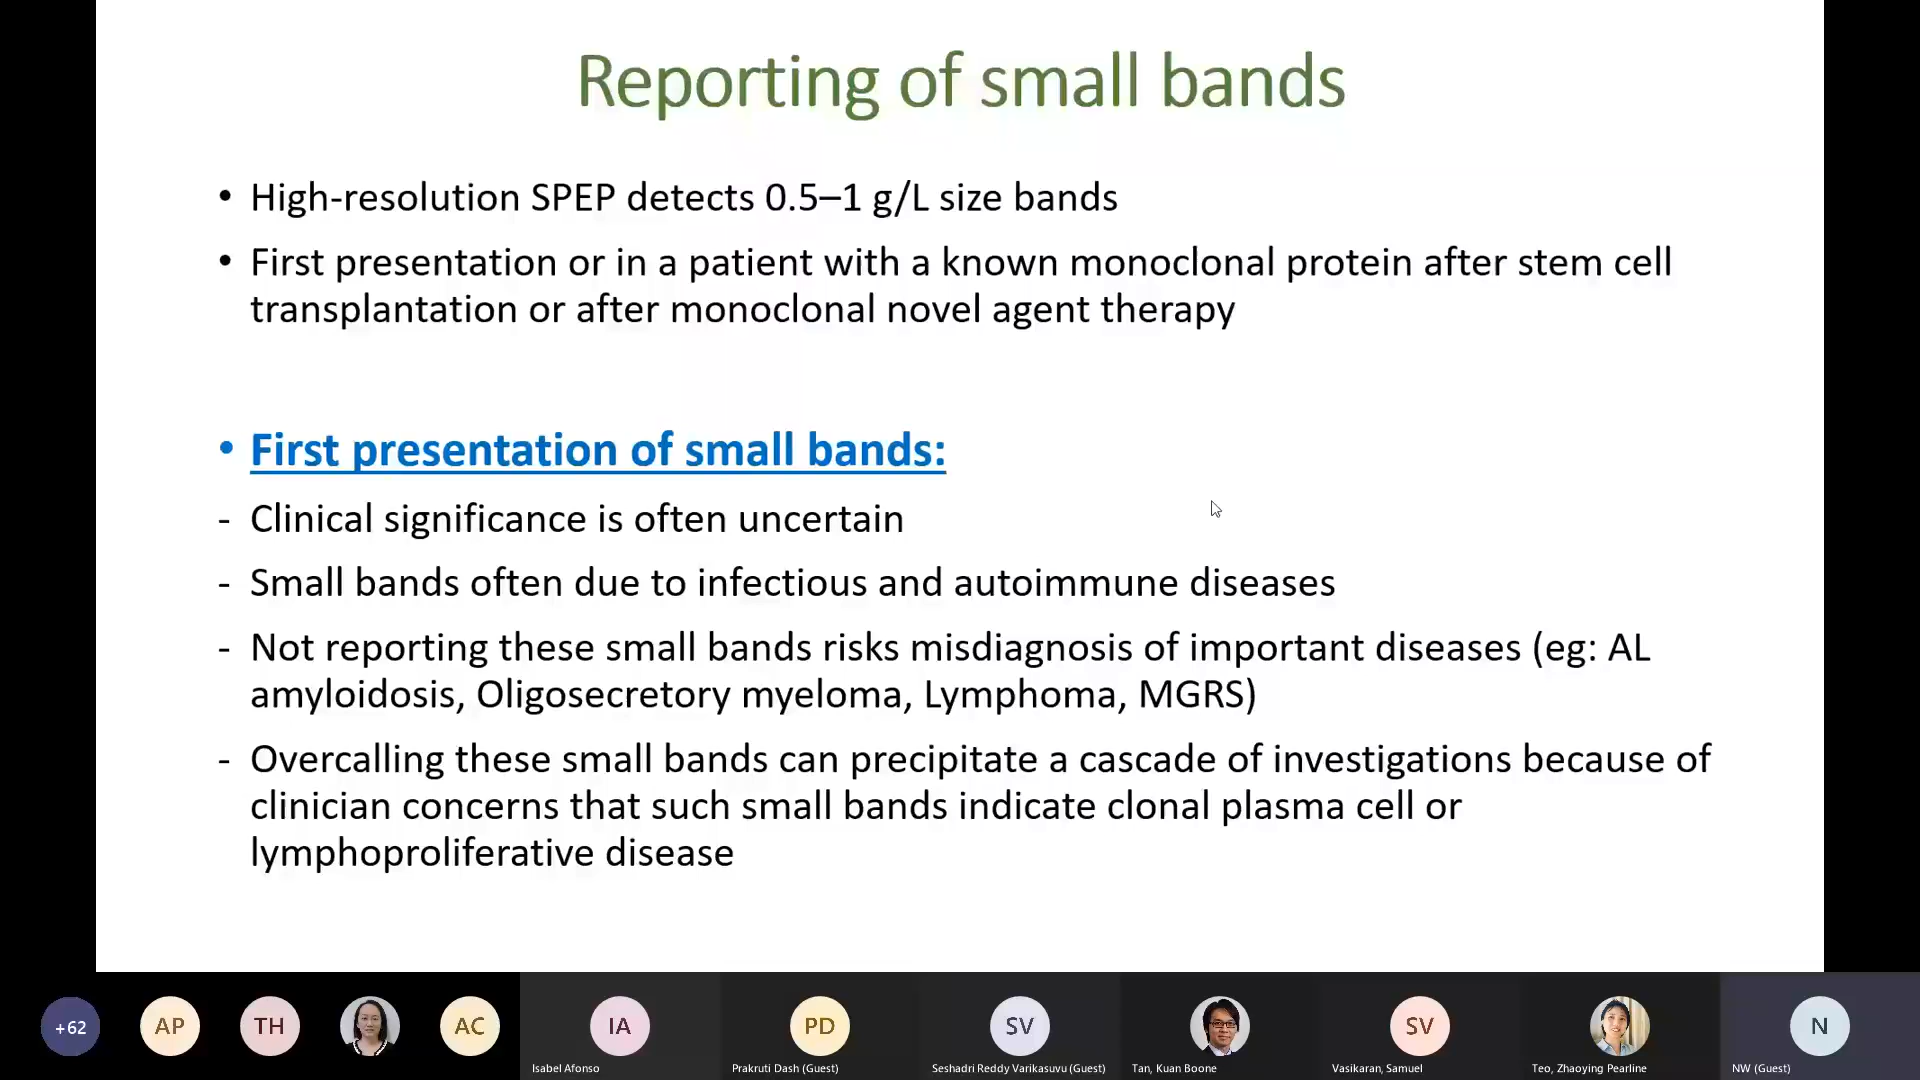 Reporting of small bands
• High-resolution SPEP detects 0.5–1 g/L size bands
• First presentation or in a patient with a known monoclonal protein after stem cell
transplantation or after monoclonal novel agent therapy
• First presentation of small bands:
- Clinical significance is often uncertain
- Small bands often due to infectious and autoimmune diseases
- Not reporting these small bands risks misdiagnosis of important diseases (eg: AL
amyloidosis, Oligosecretory myeloma, Lymphoma, MGRS)
- Overcalling these small bands can precipitate a cascade of investigations because of
clinician concerns that such small bands indicate clonal plasma cell or
lymphoproliferative disease
+62 AP TH AC IA PD SV SV N
Isabel Afonso Prakruti Dash (Guest) Seshadri Reddy Varikasuvu (Guest) Tan, Kuan Boone Vasikaran, Samuel Teo, Zhaoying Pearline NW (Guest)